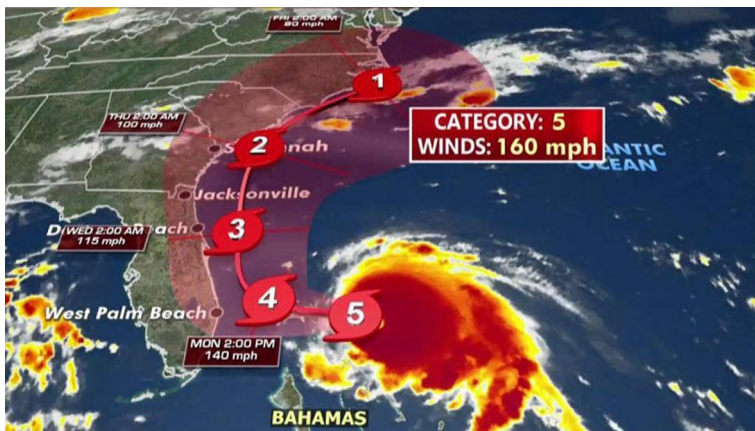 FRI 2:00 AM
80 mph
1
CATEGORY: 5
WINDS: 160 mph
ANTIC
OCEAN
THU 2:00 AM
100 mph
2
S nnah
Jacksonville
D ach
WED 2:00 AM
115 mph
3
4
5
West Palm Beach
MON 2:00 PM
140 mph
BAHAMAS